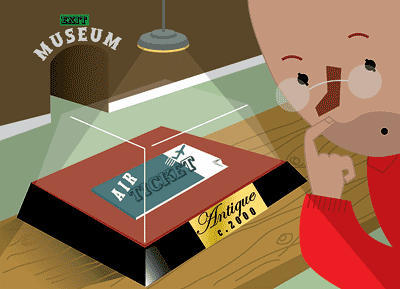 EXIT
MUSEUM
AIR
TICKET
Antique
c. 2000